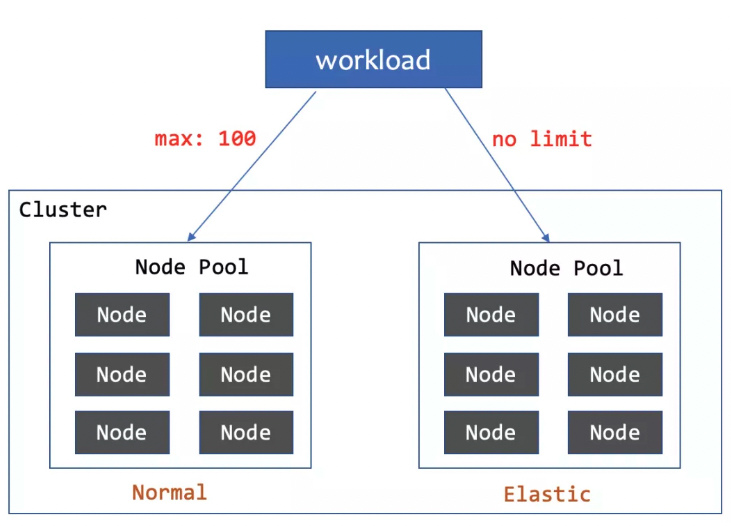 workload
max: 100
no limit
Cluster
Node Pool
Node Pool
Node Node
Node Node
Node Node
Node Node
Node Node
Node Node
Normal
Elastic